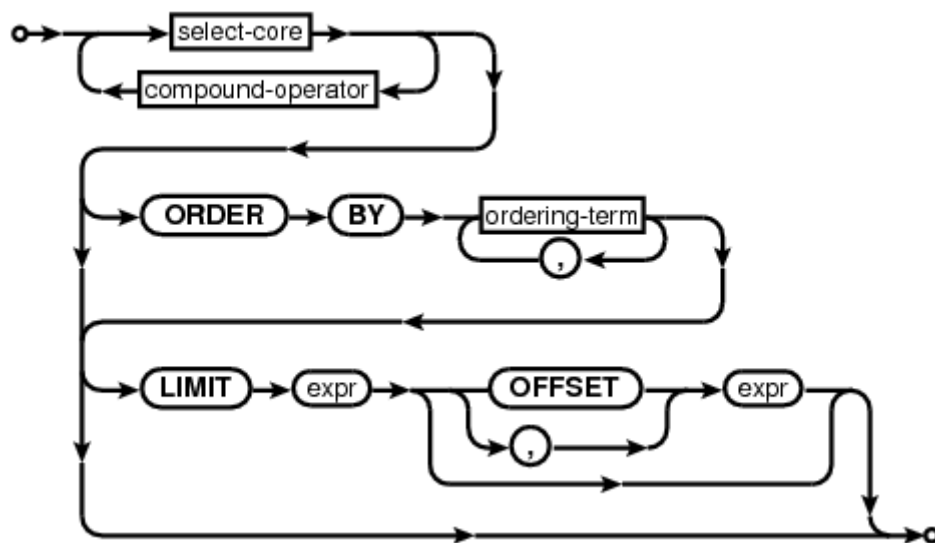 select-core
compound-operator
ORDER BY ordering-term
,
LIMIT expr OFFSET expr
,